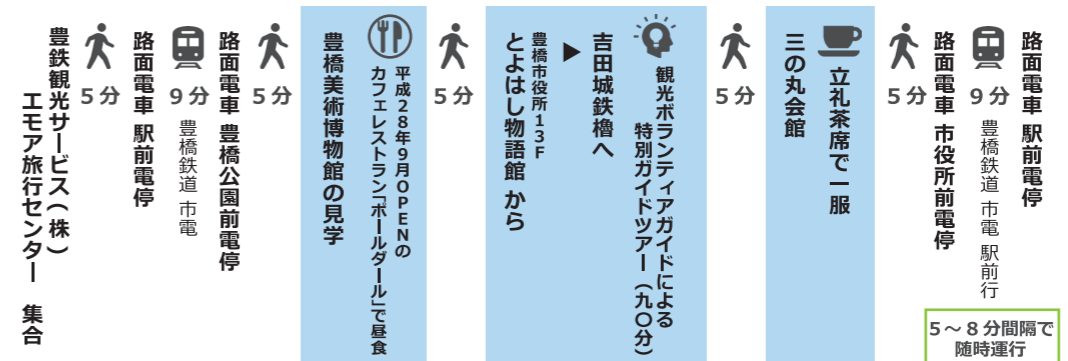 豊鉄観光サービス(株)
エモア旅行センター 集合
5分
路面電車 駅前電停
9分
豊橋鉄道 市電
路面電車 豊橋公園前電停
5分
豊橋美術博物館の見学
平成28年9月OPENの
カフェレストラン「ボールダール」で昼食
5分
豊橋市役所13F
とよはし物語館 から
▶
吉田城鉄櫓へ
観光ボランティアガイドによる
特別ガイドツアー(九〇分)
5分
三の丸会館
立礼茶席で一服
5分
路面電車 市役所前電停
9分
豊橋鉄道 市電 駅前行
路面電車 駅前電停
5～8分間隔で
随時運行